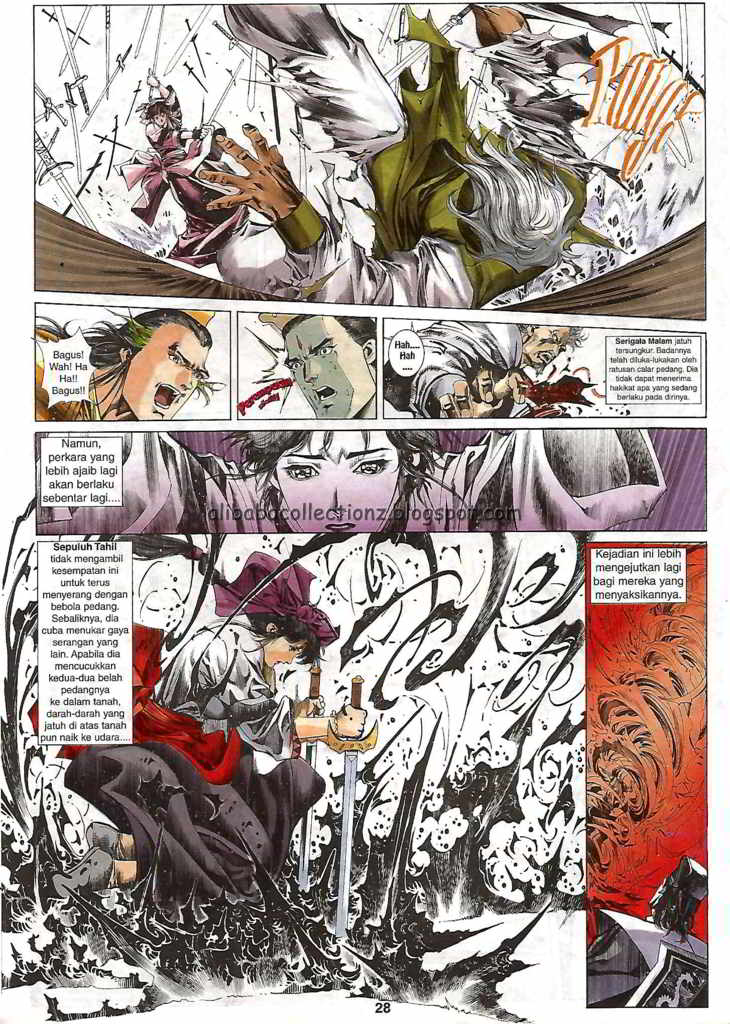 Bagus!
Wah! Ha
Ha!!
Bagus!!
Hah....
Hah
....
Serigala Malam jatuh
tersungkur. Badannya
telah diluka-lukakan oleh
ratusan calar pedang. Dia
tidak dapat menerima
hakikat apa yang sedang
berlaku pada dirinya.
Namun,
perkara yang
lebih ajaib lagi
akan berlaku
sebentar lagi....
alibabacollectionz.blogspot.com
Sepuluh Tahil
tidak mengambil
kesempatan ini
untuk terus
menyerang dengan
bebola pedang.
Sebaliknya, dia
cuba menukar gaya
serangan yang
lain. Apabila dia
mencucukkan
kedua-dua belah
pedangnya
ke dalam tanah,
darah-darah yang
jatuh di atas tanah
pun naik ke udara....
Kejadian ini lebih
mengejutkan lagi
bagi mereka yang
menyaksikannya.
28